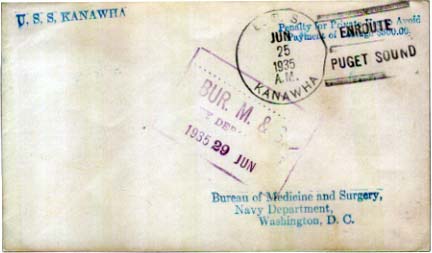 U. S. S. KANAWHA
Penalty for Private Use to Avoid
Payment of Postage $300.00.
U.S.S.
JUN
25
1935
A.M.
KANAWHA
ENROUTE
PUGET SOUND
BUR. M. & S.
DEP
1935 29 JUN
Bureau of Medicine and Surgery,
Navy Department,
Washington, D. C.